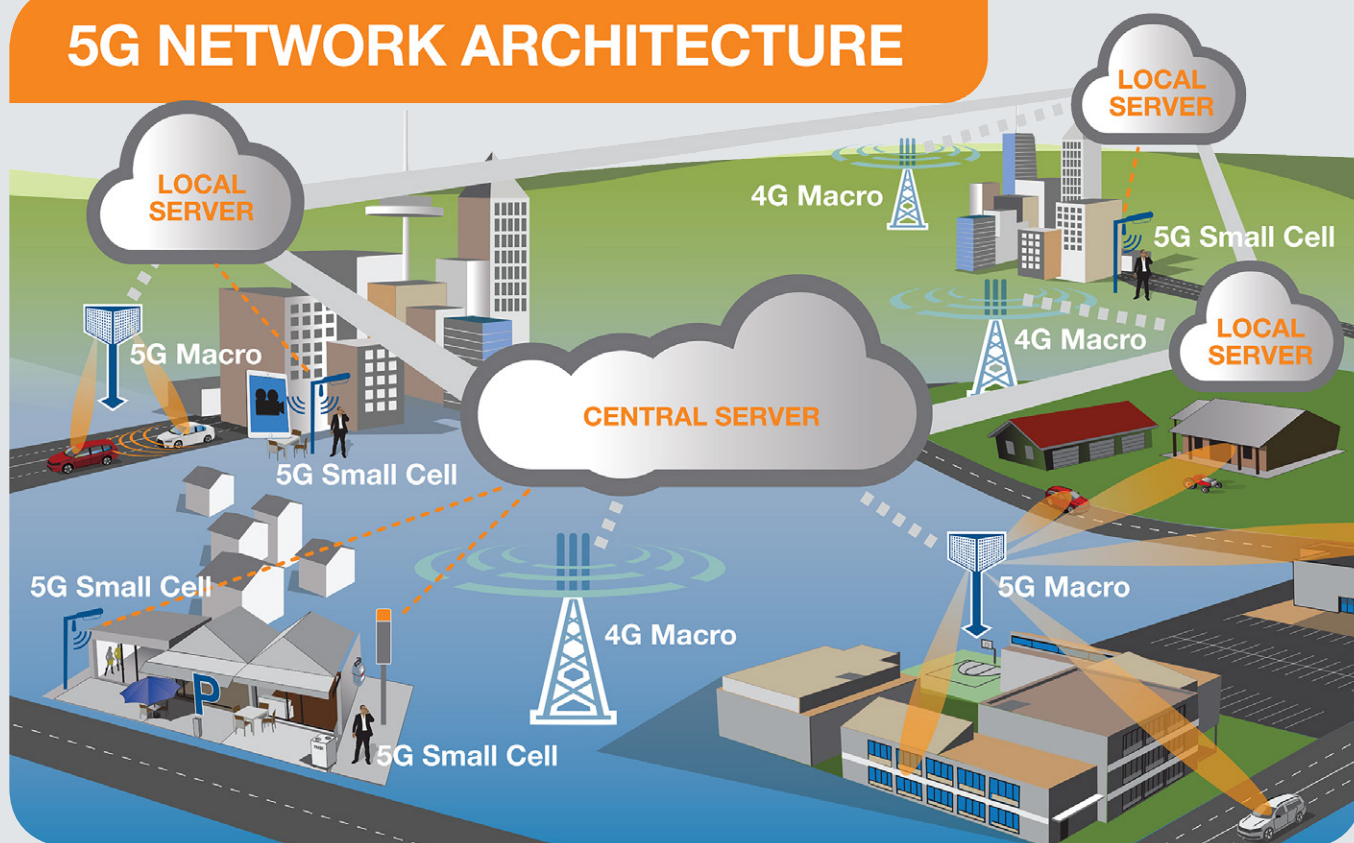 5G NETWORK ARCHITECTURE
LOCAL
SERVER
LOCAL
SERVER
4G Macro
5G Small Cell
5G Macro
4G Macro
LOCAL
SERVER
CENTRAL SERVER
5G Small Cell
5G Small Cell
4G Macro
5G Macro
P
5G Small Cell